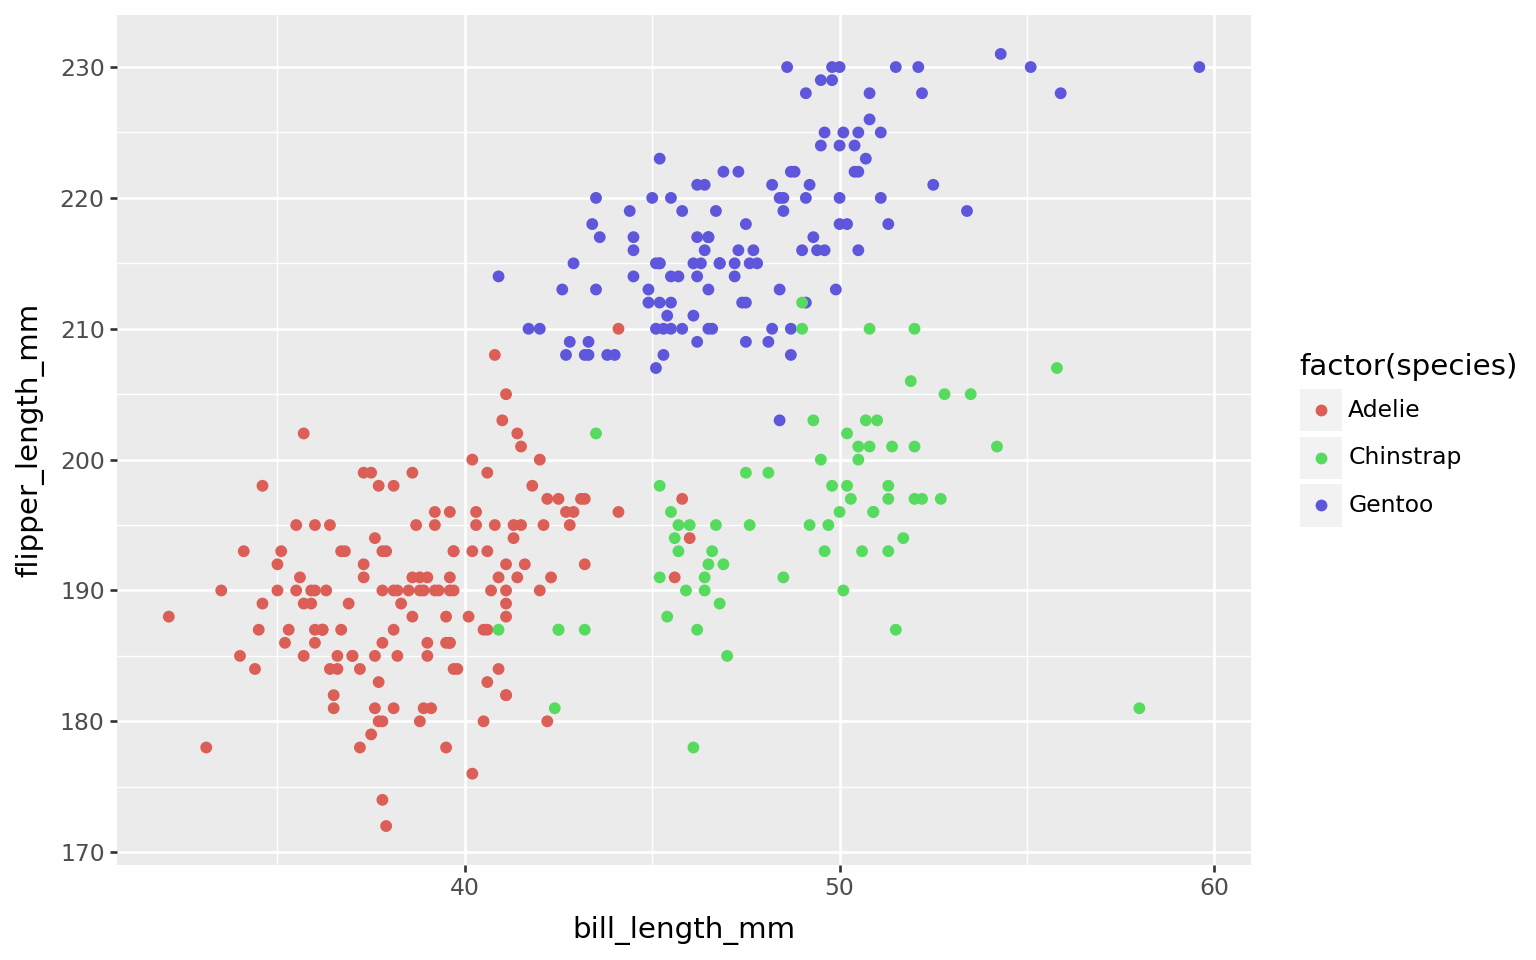 230
220
210
200
190
180
170
flipper_length_mm
40
50
60
bill_length_mm
factor(species)
Adelie
Chinstrap
Gentoo